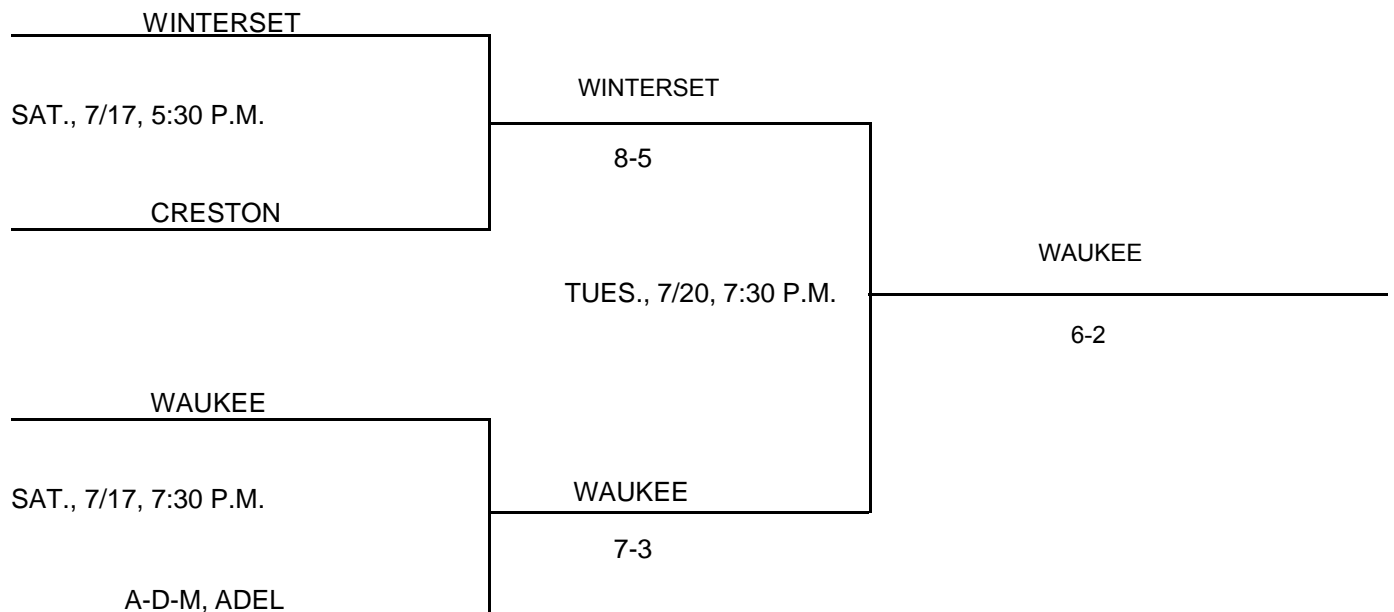 WINTERSET
WINTERSET
SAT., 7/17, 5:30 P.M.
8-5
CRESTON
WAUKEE
TUES., 7/20, 7:30 P.M.
6-2
WAUKEE
WAUKEE
SAT., 7/17, 7:30 P.M.
7-3
A-D-M, ADEL